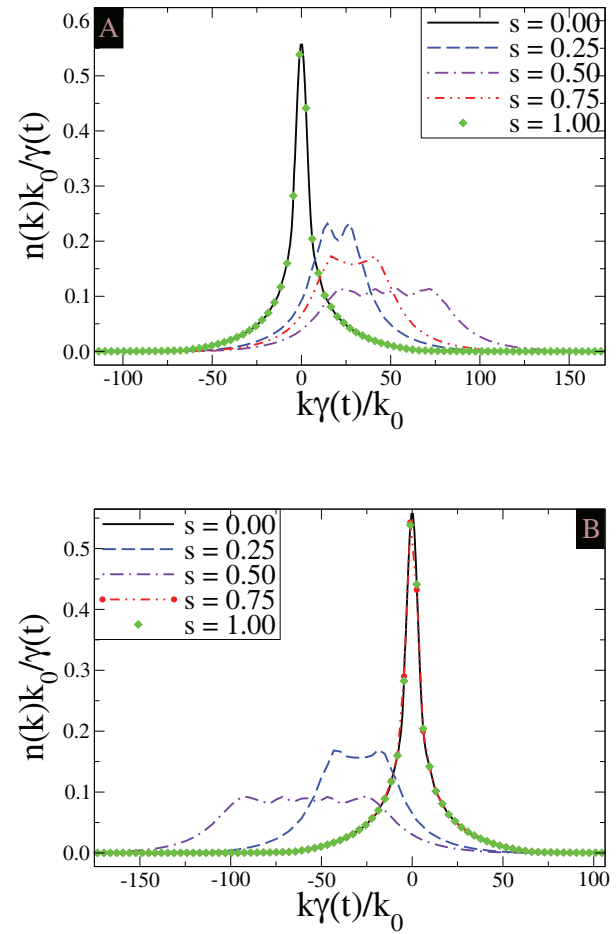 A
0.6
0.5
0.4
0.3
0.2
0.1
0.0
n(k)k₀/γ(t)
s = 0.00
s = 0.25
s = 0.50
s = 0.75
s = 1.00
-100 -50 0 50 100 150
kγ(t)/k₀
B
s = 0.00
s = 0.25
s = 0.50
s = 0.75
s = 1.00
0.5
0.4
0.3
0.2
0.1
0.0
n(k)k₀/γ(t)
-150 -100 -50 0 50 100
kγ(t)/k₀